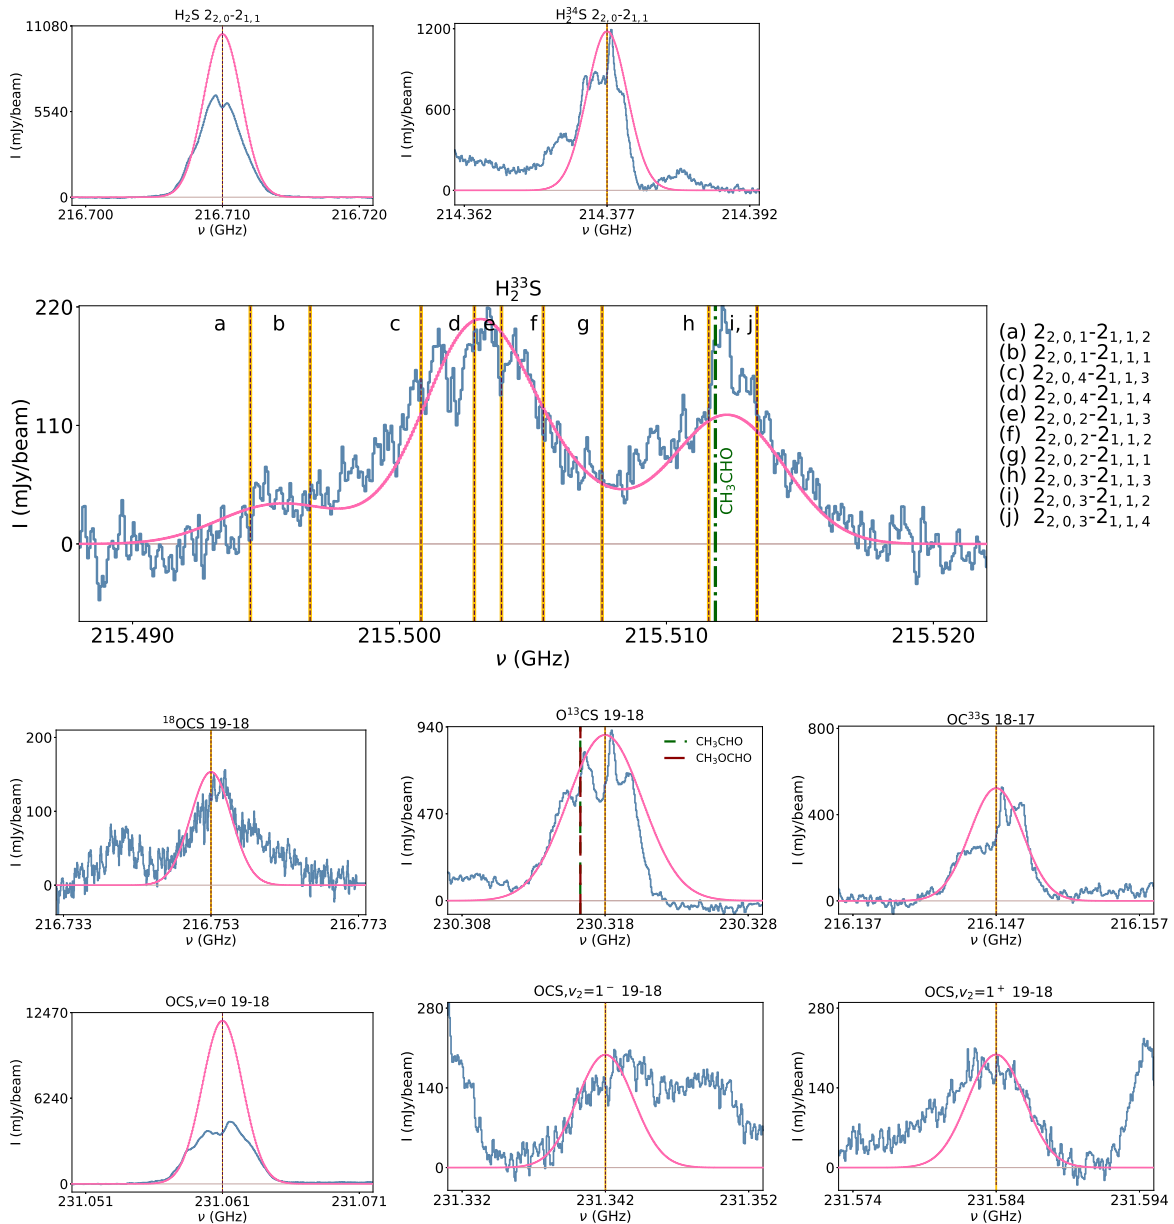 H₂S 2₂,₀-2₁,₁
11080
5540
0
I (mJy/beam)
216.700 216.710 216.720
ν (GHz)
H₂³⁴S 2₂,₀-2₁,₁
1200
600
0
I (mJy/beam)
214.362 214.377 214.392
ν (GHz)
H₂³³S
220
110
0
I (mJy/beam)
a b c d e f g h i, j
CH₃CHO
215.490 215.500 215.510 215.520
ν (GHz)
(a) 2₂,₀,₁-2₁,₁,₂
(b) 2₂,₀,₁-2₁,₁,₁
(c) 2₂,₀,₄-2₁,₁,₃
(d) 2₂,₀,₄-2₁,₁,₄
(e) 2₂,₀,₂-2₁,₁,₃
(f) 2₂,₀,₂-2₁,₁,₂
(g) 2₂,₀,₂-2₁,₁,₁
(h) 2₂,₀,₃-2₁,₁,₃
(i) 2₂,₀,₃-2₁,₁,₂
(j) 2₂,₀,₃-2₁,₁,₄
¹⁸OCS 19-18
200
100
0
I (mJy/beam)
216.733 216.753 216.773
ν (GHz)
O¹³CS 19-18
940
470
0
I (mJy/beam)
CH₃CHO
CH₃OCHO
230.308 230.318 230.328
ν (GHz)
OC³³S 18-17
800
400
0
I (mJy/beam)
216.137 216.147 216.157
ν (GHz)
OCS,ν=0 19-18
12470
6240
0
I (mJy/beam)
231.051 231.061 231.071
ν (GHz)
OCS,ν₂=1⁻ 19-18
280
140
0
I (mJy/beam)
231.332 231.342 231.352
ν (GHz)
OCS,ν₂=1⁺ 19-18
280
140
0
I (mJy/beam)
231.574 231.584 231.594
ν (GHz)